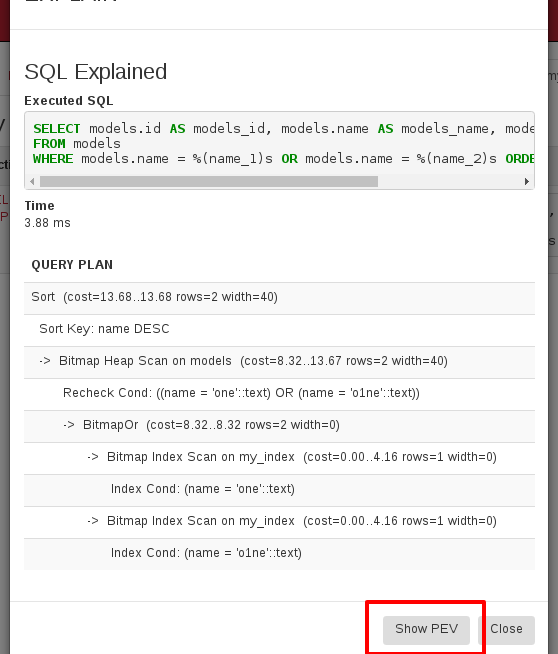 SQL Explained
Executed SQL
SELECT models.id AS models_id, models.name AS models_name,
FROM models
WHERE models.name = %(name_1)s OR models.name = %(name_2)s
Time
3.88 ms
QUERY PLAN
Sort (cost=13.68..13.68 rows=2 width=40)
Sort Key: name DESC
-> Bitmap Heap Scan on models (cost=8.32..13.67 rows=2 width=40)
Recheck Cond: ((name = 'one'::text) OR (name = 'o1ne'::text))
-> BitmapOr (cost=8.32..8.32 rows=2 width=0)
-> Bitmap Index Scan on my_index (cost=0.00..4.16 rows=1 width=0)
Index Cond: (name = 'one'::text)
-> Bitmap Index Scan on my_index (cost=0.00..4.16 rows=1 width=0)
Index Cond: (name = 'o1ne'::text)
Show PEV
Close